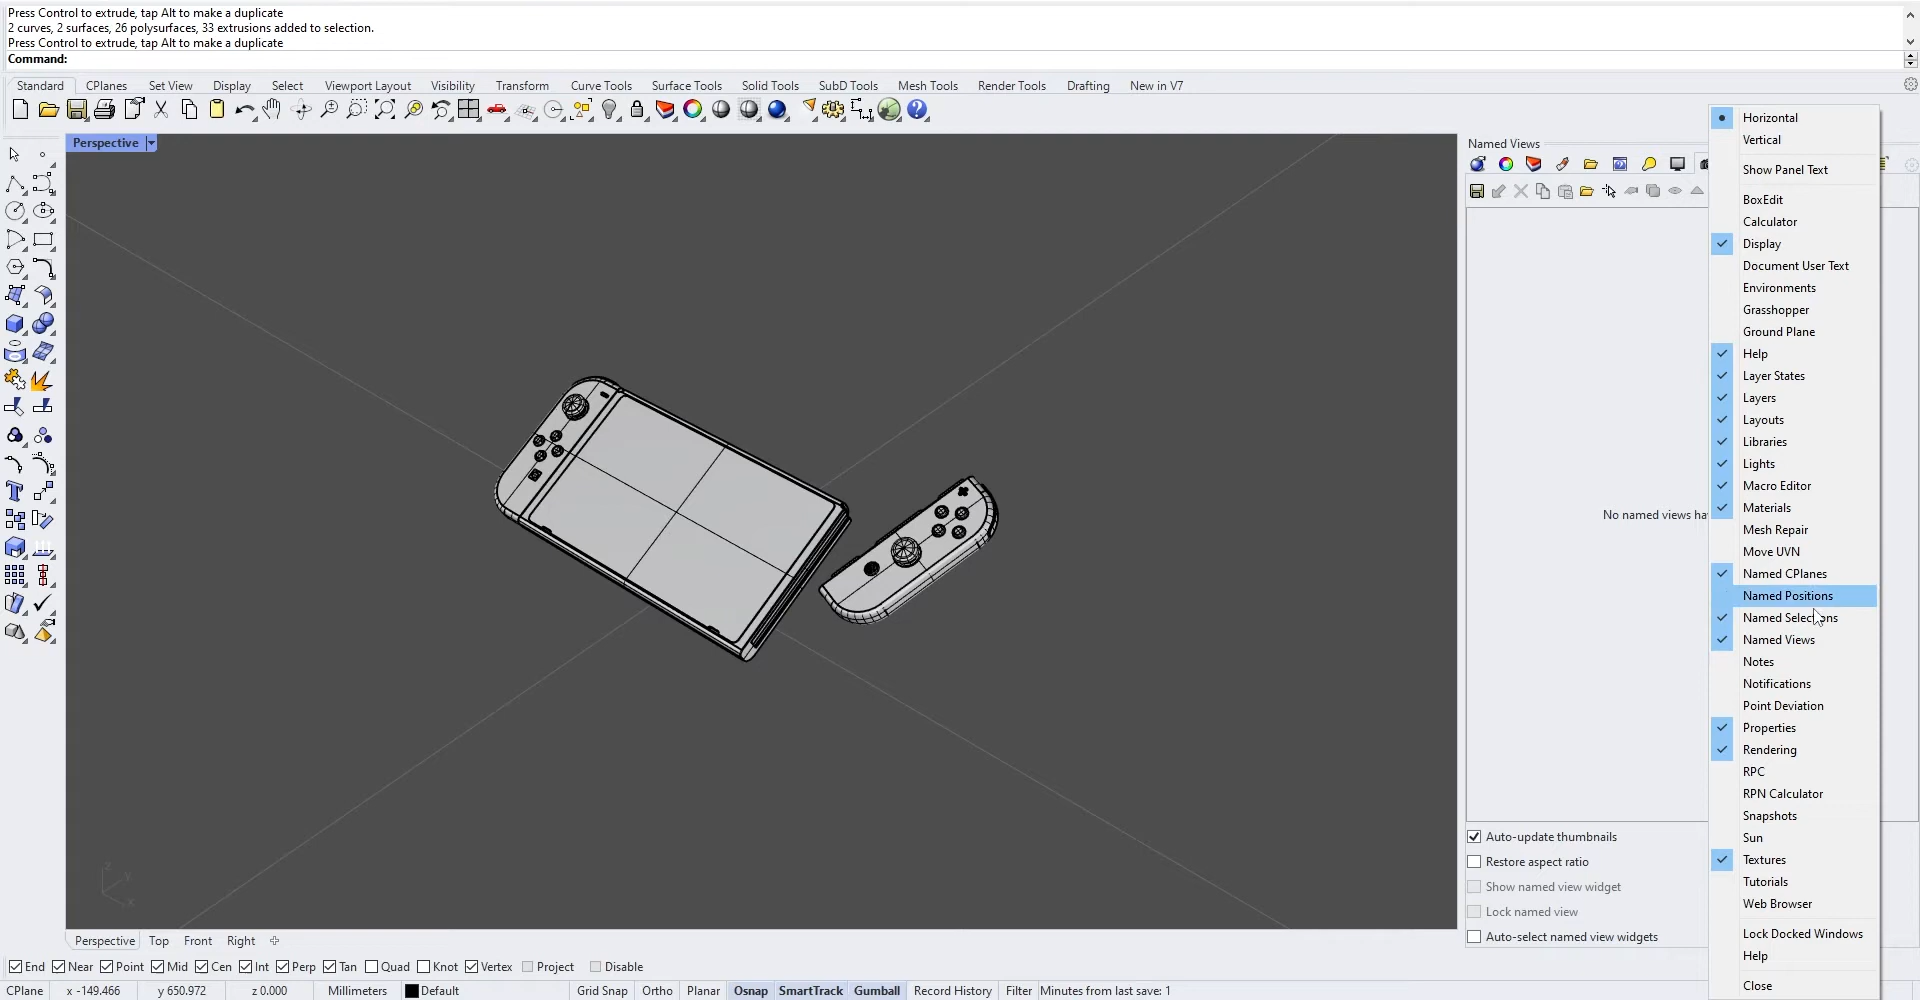 Press Control to extrude, tap Alt to make a duplicate
2 curves, 2 surfaces, 26 polysurfaces, 33 extrusions added to selection.
Press Control to extrude, tap Alt to make a duplicate
Command:
Standard CPlanes Set View Display Select Viewport Layout Visibility Transform Curve Tools Surface Tools Solid Tools SubD Tools Mesh Tools Render Tools Drafting New in V7
Perspective
Named Views
No named views ha
Auto-update thumbnails
Restore aspect ratio
Show named view widget
Lock named view
Auto-select named view widgets
Horizontal
Vertical
Show Panel Text
BoxEdit
Calculator
Display
Document User Text
Environments
Grasshopper
Ground Plane
Help
Layer States
Layers
Layouts
Libraries
Lights
Macro Editor
Materials
Mesh Repair
Move UVN
Named CPlanes
Named Positions
Named Selections
Named Views
Notes
Notifications
Point Deviation
Properties
Rendering
RPC
RPN Calculator
Snapshots
Sun
Textures
Tutorials
Web Browser
Lock Docked Windows
Help
Close
z
y
x
Perspective Top Front Right
End Near Point Mid Cen Int Perp Tan Quad Knot Vertex Project Disable
CPlane x -149.466 y 650.972 z 0.000 Millimeters Default Grid Snap Ortho Planar Osnap SmartTrack Gumball Record History Filter Minutes from last save: 1